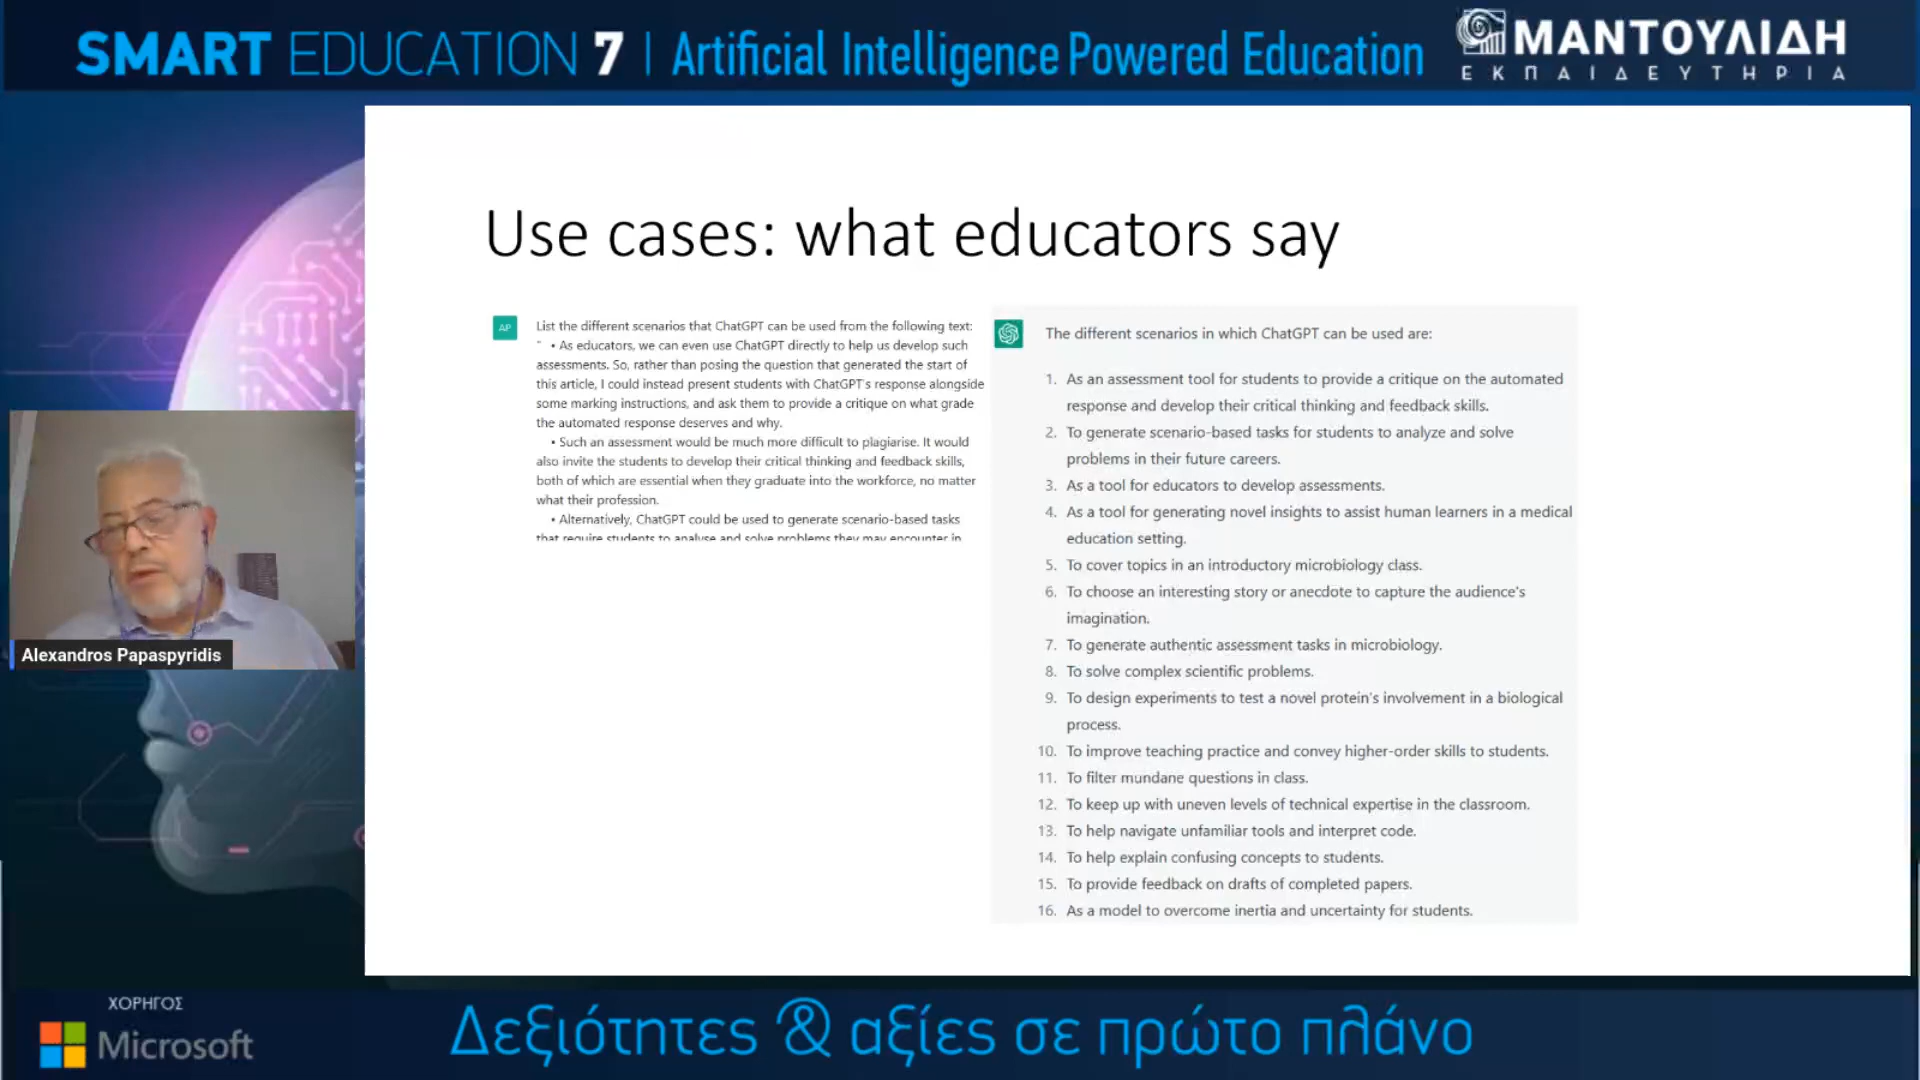 SMART EDUCATION 7 | Artificial Intelligence Powered Education
ΜΑΝΤΟΥΛΙΔΗ
ΕΚΠΑΙΔΕΥΤΗΡΙΑ
Use cases: what educators say
AP
List the different scenarios that ChatGPT can be used from the following text:
" • As educators, we can even use ChatGPT directly to help us develop such
assessments. So, rather than posing the question that generated the start of
this article, I could instead present students with ChatGPT's response alongside
some marking instructions, and ask them to provide a critique on what grade
the automated response deserves and why.
• Such an assessment would be much more difficult to plagiarise. It would
also invite the students to develop their critical thinking and feedback skills,
both of which are essential when they graduate into the workforce, no matter
what their profession.
• Alternatively, ChatGPT could be used to generate scenario-based tasks
that require students to analyse and solve problems they may encounter in
The different scenarios in which ChatGPT can be used are:
1. As an assessment tool for students to provide a critique on the automated
response and develop their critical thinking and feedback skills.
2. To generate scenario-based tasks for students to analyze and solve
problems in their future careers.
3. As a tool for educators to develop assessments.
4. As a tool for generating novel insights to assist human learners in a medical
education setting.
5. To cover topics in an introductory microbiology class.
6. To choose an interesting story or anecdote to capture the audience's
imagination.
7. To generate authentic assessment tasks in microbiology.
8. To solve complex scientific problems.
9. To design experiments to test a novel protein's involvement in a biological
process.
10. To improve teaching practice and convey higher-order skills to students.
11. To filter mundane questions in class.
12. To keep up with uneven levels of technical expertise in the classroom.
13. To help navigate unfamiliar tools and interpret code.
14. To help explain confusing concepts to students.
15. To provide feedback on drafts of completed papers.
16. As a model to overcome inertia and uncertainty for students.
Alexandros Papaspyridis
ΧΟΡΗΓΟΣ
Microsoft
Δεξιότητες & αξίες σε πρώτο πλάνο